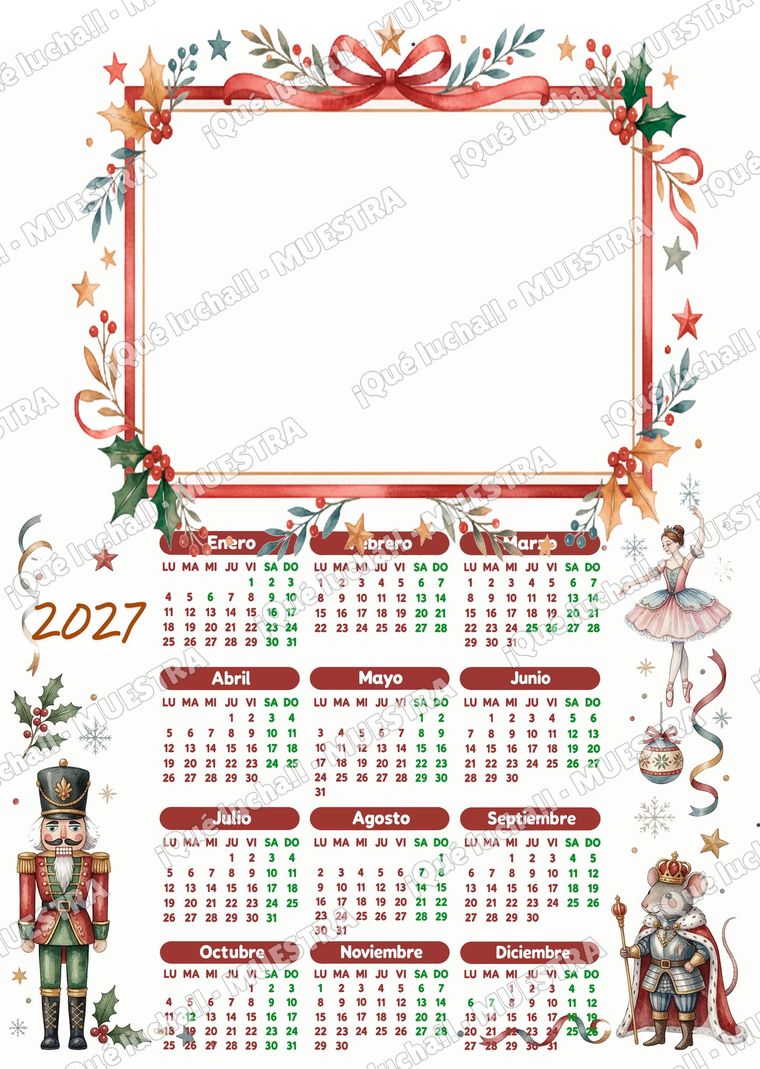 ¡Qué lucha!! · MUESTRA
2027
Enero
LU MA MI JU VI SA DO
1 2 3
4 5 6 7 8 9 10
11 12 13 14 15 16 17
18 19 20 21 22 23 24
25 26 27 28 29 30 31
Febrero
LU MA MI JU VI SA DO
1 2 3 4 5 6 7
8 9 10 11 12 13 14
15 16 17 18 19 20 21
22 23 24 25 26 27 28
Marzo
LU MA MI JU VI SA DO
1 2 3 4 5 6 7
8 9 10 11 12 13 14
15 16 17 18 19 20 21
22 23 24 25 26 27 28
29 30 31
Abril
LU MA MI JU VI SA DO
1 2 3 4
5 6 7 8 9 10 11
12 13 14 15 16 17 18
19 20 21 22 23 24 25
26 27 28 29 30
Mayo
LU MA MI JU VI SA DO
1 2
3 4 5 6 7 8 9
10 11 12 13 14 15 16
17 18 19 20 21 22 23
24 25 26 27 28 29 30
31
Junio
LU MA MI JU VI SA DO
1 2 3 4 5 6
7 8 9 10 11 12 13
14 15 16 17 18 19 20
21 22 23 24 25 26 27
28 29 30
Julio
LU MA MI JU VI SA DO
1 2 3 4
5 6 7 8 9 10 11
12 13 14 15 16 17 18
19 20 21 22 23 24 25
26 27 28 29 30 31
Agosto
LU MA MI JU VI SA DO
1
2 3 4 5 6 7 8
9 10 11 12 13 14 15
16 17 18 19 20 21 22
23 24 25 26 27 28 29
30 31
Septiembre
LU MA MI JU VI SA DO
1 2 3 4 5
6 7 8 9 10 11 12
13 14 15 16 17 18 19
20 21 22 23 24 25 26
27 28 29 30
Octubre
LU MA MI JU VI SA DO
1 2 3
4 5 6 7 8 9 10
11 12 13 14 15 16 17
18 19 20 21 22 23 24
25 26 27 28 29 30 31
Noviembre
LU MA MI JU VI SA DO
1 2 3 4 5 6 7
8 9 10 11 12 13 14
15 16 17 18 19 20 21
22 23 24 25 26 27 28
29 30
Diciembre
LU MA MI JU VI SA DO
1 2 3 4 5
6 7 8 9 10 11 12
13 14 15 16 17 18 19
20 21 22 23 24 25 26
27 28 29 30 31